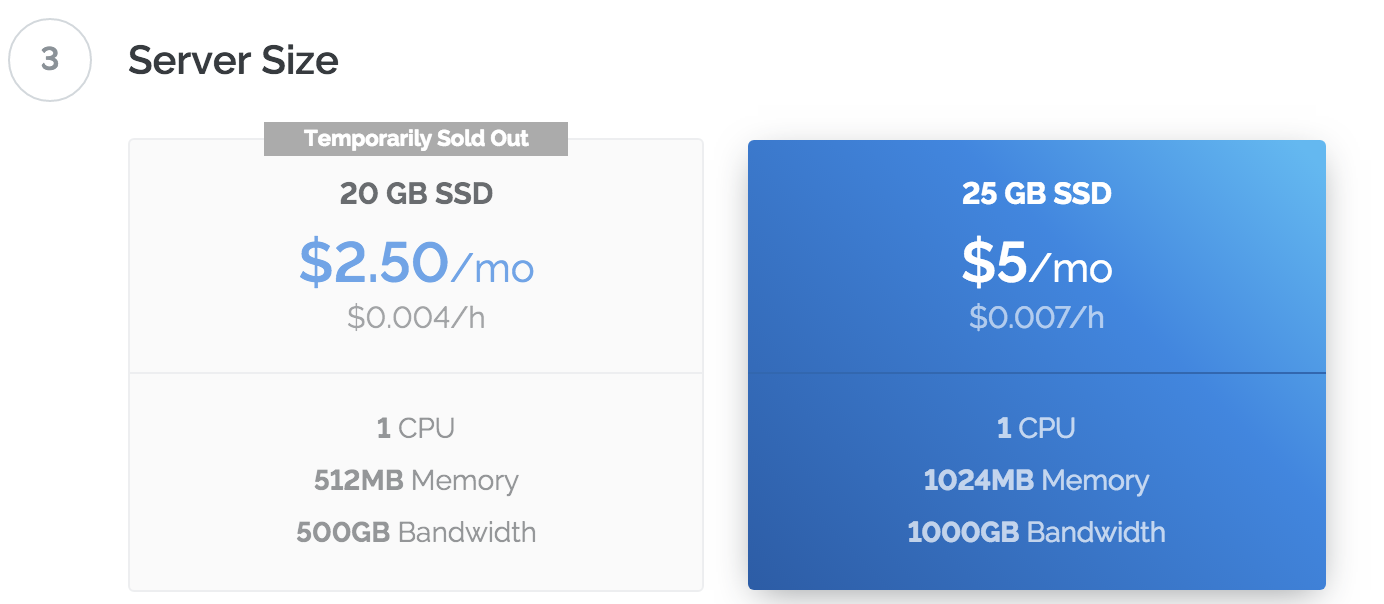 3
Server Size
Temporarily Sold Out
20 GB SSD
$2.50/mo
$0.004/h
1 CPU
512MB Memory
500GB Bandwidth
25 GB SSD
$5/mo
$0.007/h
1 CPU
1024MB Memory
1000GB Bandwidth